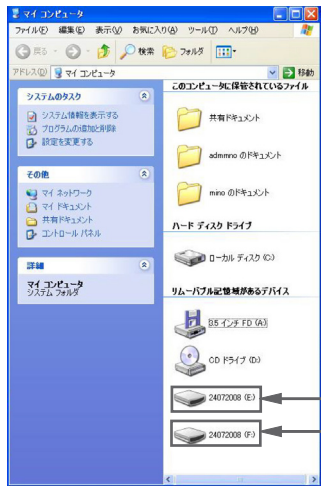 マイ コンピュータ
ファイル(F) 編集(E) 表示(V) お気に入り(A) ツール(T) ヘルプ(H)
戻る 検索 フォルダ
アドレス(D) マイ コンピュータ 移動
システムのタスク
システム情報を表示する
プログラムの追加と削除
設定を変更する
その他
マイ ネットワーク
マイ ドキュメント
共有ドキュメント
コントロール パネル
詳細
マイ コンピュータ
システム フォルダ
このコンピュータに保管されているファイル
共有ドキュメント
admmno のドキュメント
mino のドキュメント
ハード ディスク ドライブ
ローカル ディスク (C:)
リムーバブル記憶域があるデバイス
3.5 インチ FD (A:)
CD ドライブ (D:)
24072008 (E:)
24072008 (F:)